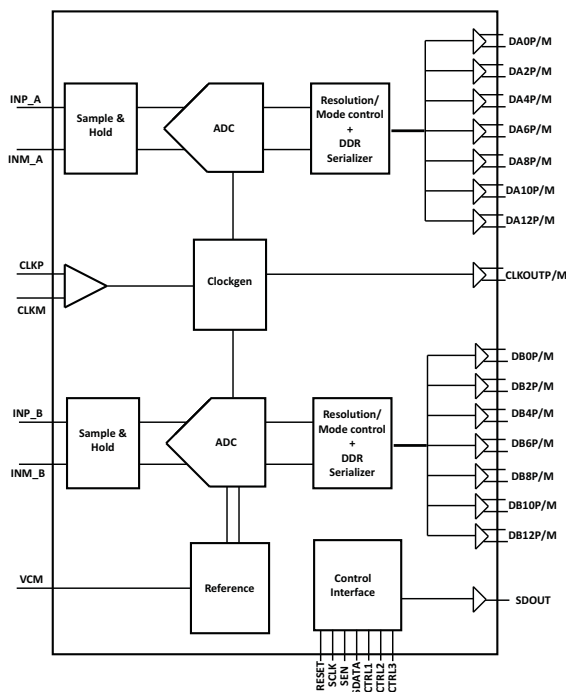 DA0P/M
DA2P/M
DA4P/M
DA6P/M
DA8P/M
DA10P/M
DA12P/M
INP_A
INM_A
Sample &
Hold
ADC
Resolution/
Mode control
+
DDR
Serializer
CLKP
CLKM
Clockgen
CLKOUTP/M
DB0P/M
DB2P/M
DB4P/M
DB6P/M
DB8P/M
DB10P/M
DB12P/M
INP_B
INM_B
Sample &
Hold
ADC
Resolution/
Mode control
+
DDR
Serializer
VCM
Reference
Control
Interface
SDOUT
RESET
SCLK
SEN
SDATA
CTRL1
CTRL2
CTRL3